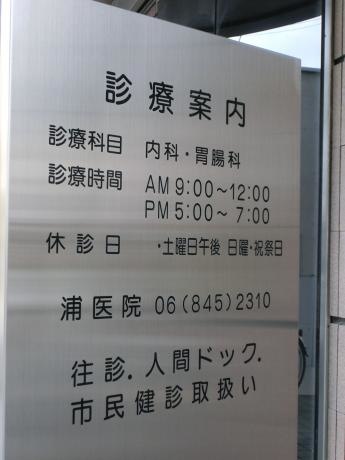 診療案内
診療科目 内科・胃腸科
診療時間 AM 9:00～12:00
PM 5:00～ 7:00
休診日 ・土曜日午後 日曜・祝祭日
浦医院 06(845)2310
往診.人間ドック.
市民健診取扱い